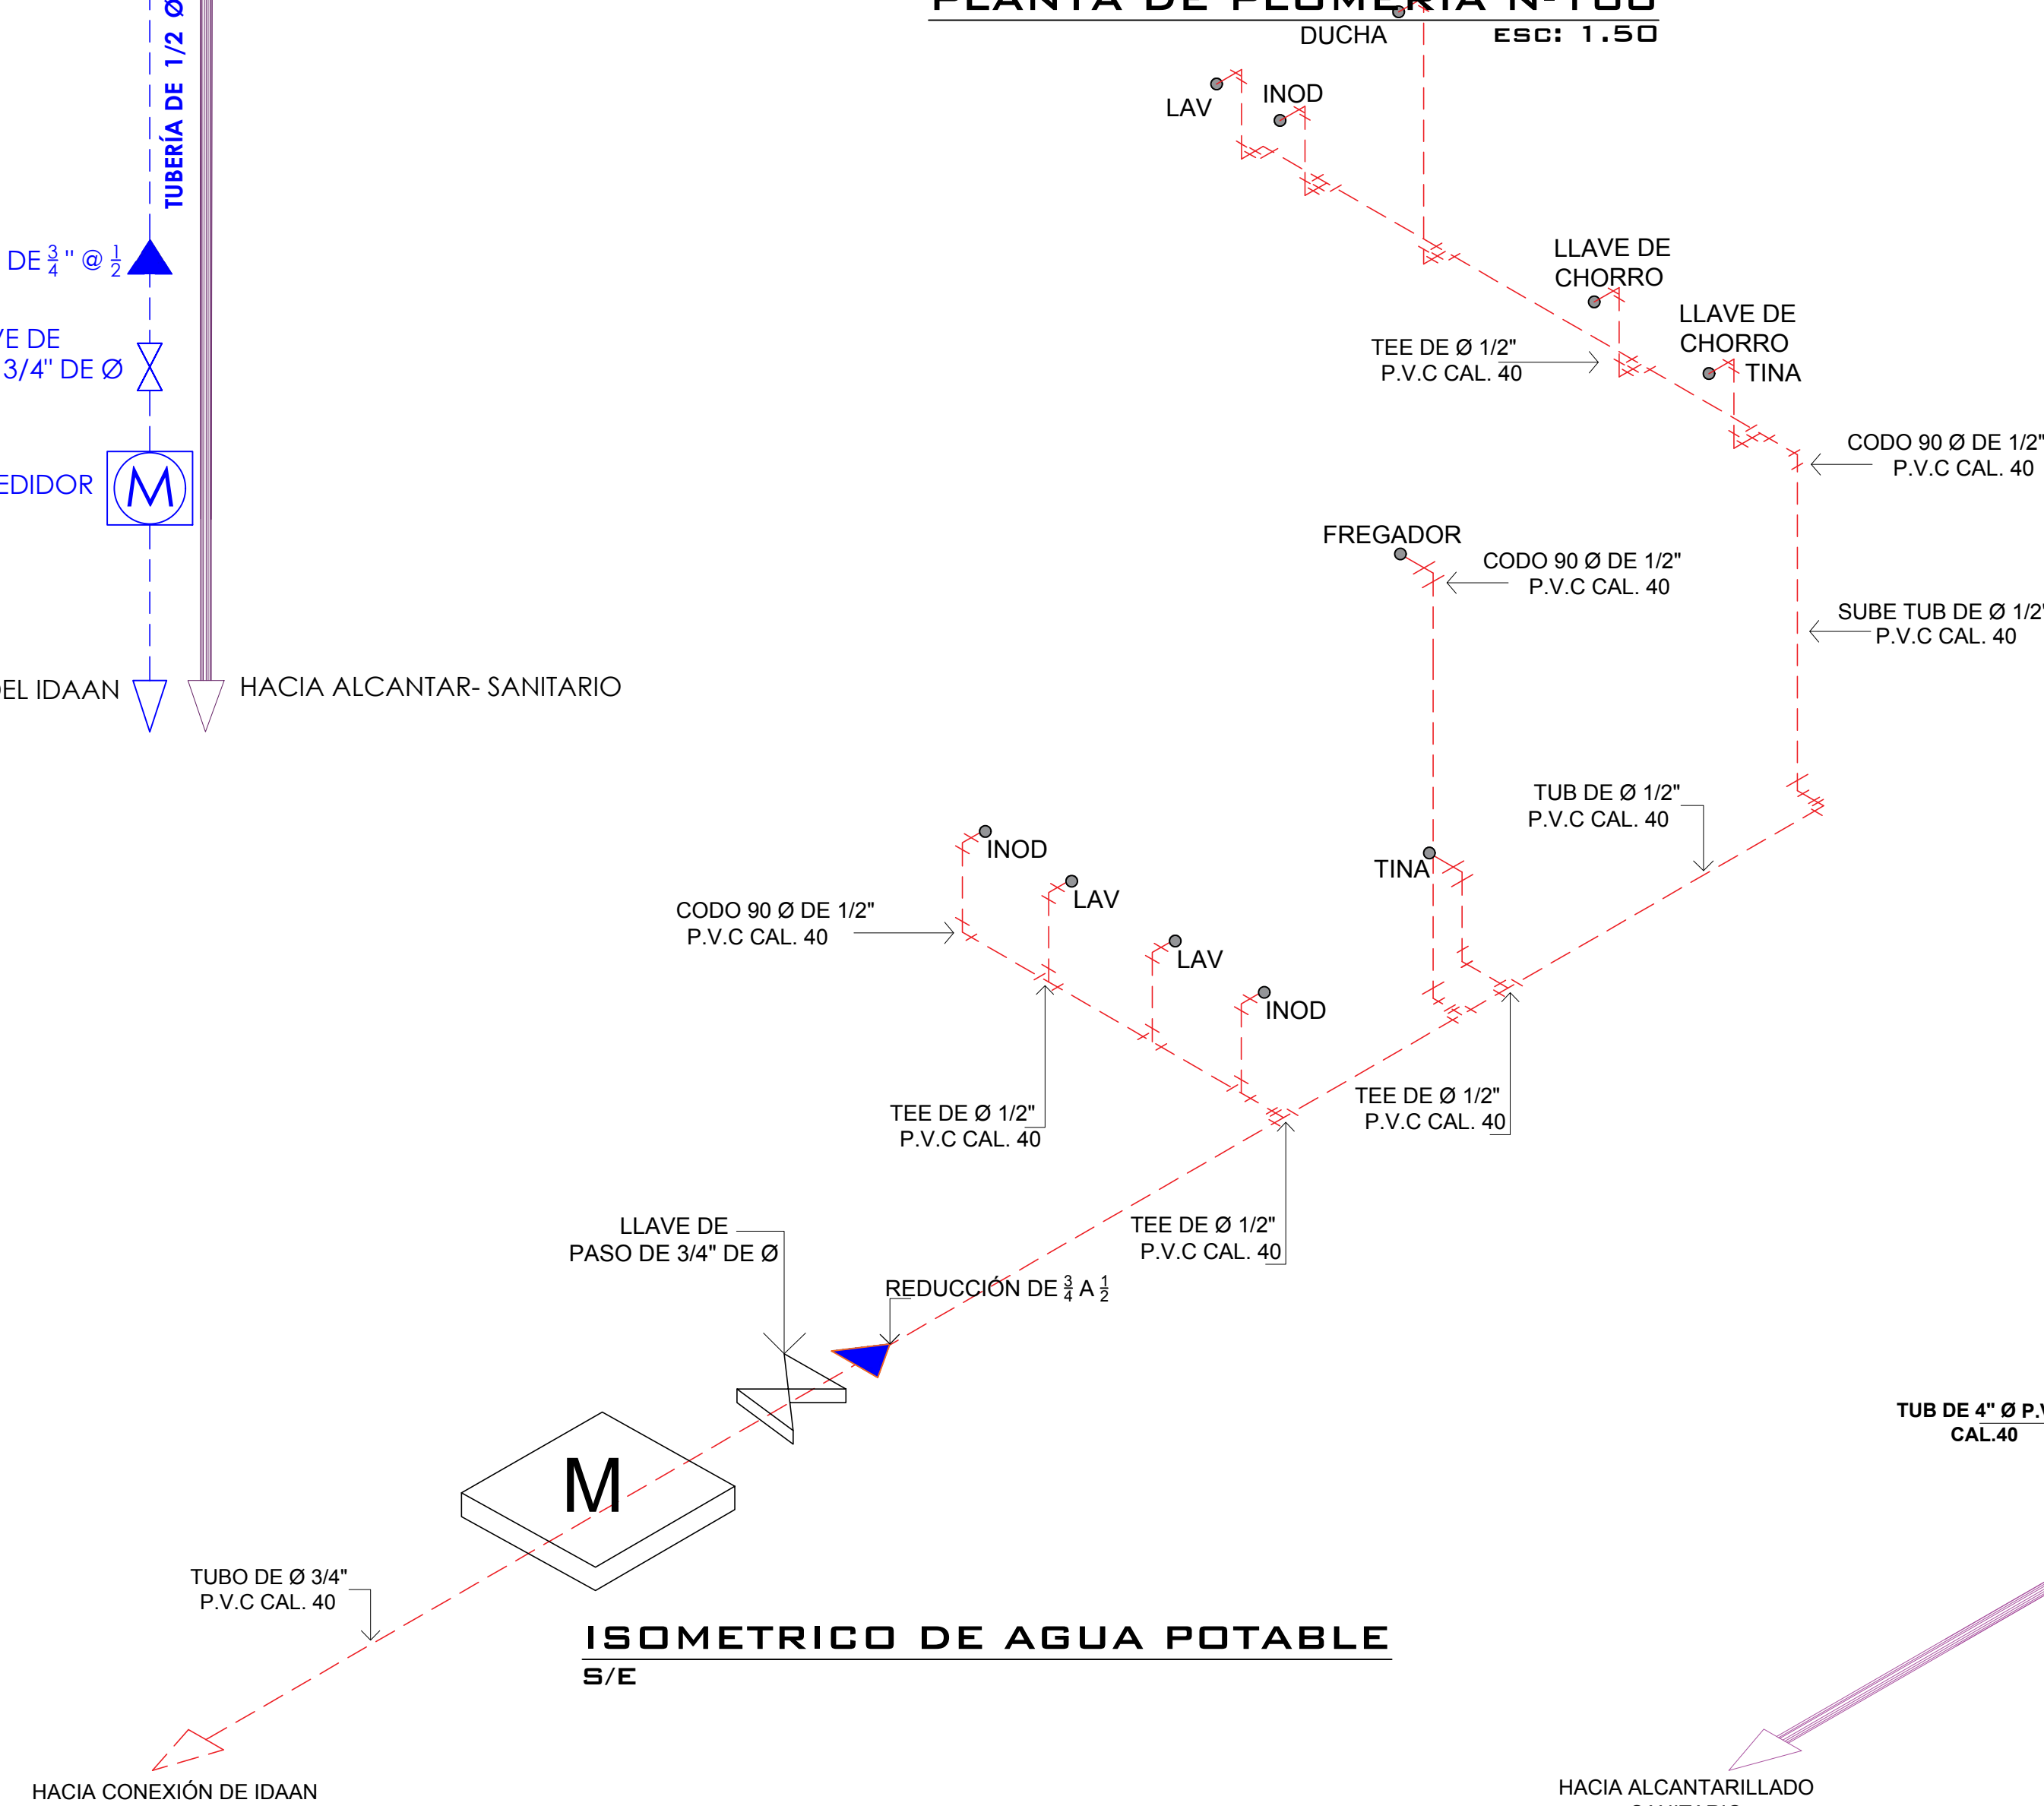 PLANTA DE PLOMERIA N-100
ESC: 1.50
DUCHA
LAV
INOD
TUBERÍA DE 1/2 Ø
DE 3/4 " @ 1/2
LLAVE DE
CHORRO
LLAVE DE
CHORRO
TINA
TEE DE Ø 1/2"
P.V.C CAL. 40
DE
3/4" DE Ø
CODO 90 Ø DE 1/2"
P.V.C CAL. 40
EDIDOR
M
FREGADOR
CODO 90 Ø DE 1/2"
P.V.C CAL. 40
SUBE TUB DE Ø 1/2"
P.V.C CAL. 40
EL IDAAN
HACIA ALCANTAR- SANITARIO
TUB DE Ø 1/2"
P.V.C CAL. 40
INOD
TINA
LAV
CODO 90 Ø DE 1/2"
P.V.C CAL. 40
LAV
INOD
TEE DE Ø 1/2"
P.V.C CAL. 40
TEE DE Ø 1/2"
P.V.C CAL. 40
LLAVE DE
PASO DE 3/4" DE Ø
TEE DE Ø 1/2"
P.V.C CAL. 40
REDUCCIÓN DE 3/4 A 1/2
TUB DE 4" Ø P.V
CAL.40
M
TUBO DE Ø 3/4"
P.V.C CAL. 40
ISOMETRICO DE AGUA POTABLE
S/E
HACIA CONEXIÓN DE IDAAN
HACIA ALCANTARILLADO